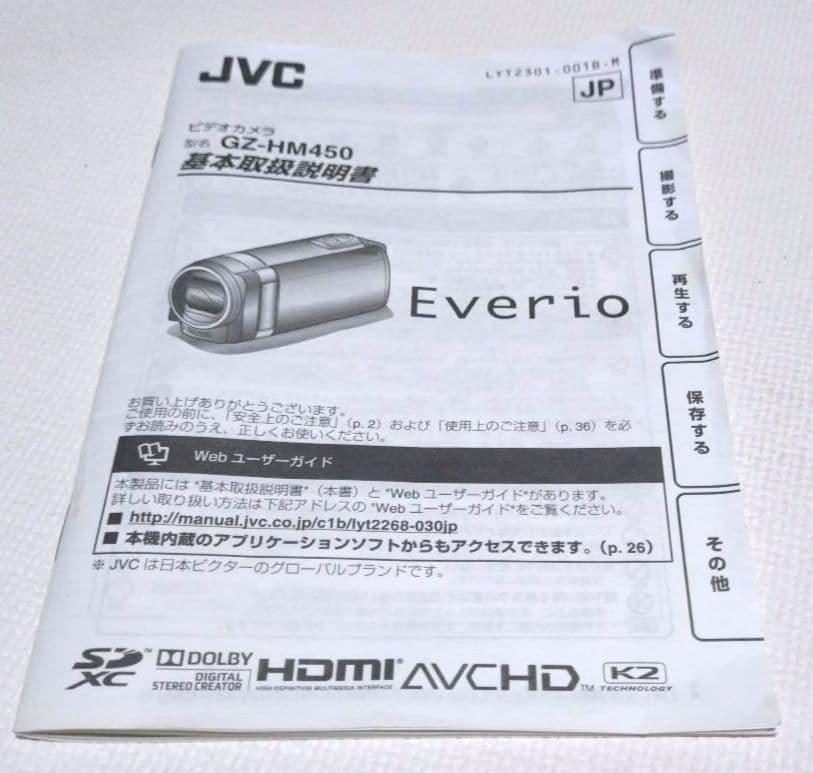 JVC
LYT2301-001B-M
JP
ビデオカメラ
型名 GZ-HM450
基本取扱説明書
Everio
お買い上げありがとうございます。
ご使用の前に、「安全上のご注意」(p. 2) および「使用上のご注意」(p. 36) を必
ずお読みのうえ、正しくお使いください。
Web ユーザーガイド
本製品には "基本取扱説明書"（本書）と "Web ユーザーガイド"があります。
詳しい取り扱い方法は下記アドレスの "Web ユーザーガイド"をご覧ください。
■ http://manual.jvc.co.jp/c1b/lyt2268-030jp
■ 本機内蔵のアプリケーションソフトからもアクセスできます。(p. 26)
※ JVC は日本ビクターのグローバルブランドです。
準備する
撮影する
再生する
保存する
その他
SD XC™
DOLBY
DIGITAL
STEREO CREATOR
HDMI®
HIGH-DEFINITION MULTIMEDIA INTERFACE
AVCHD™
K2
TECHNOLOGY